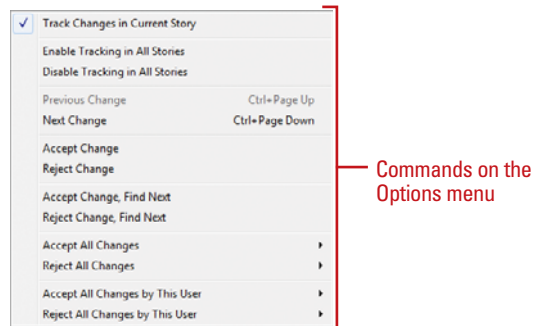 Track Changes in Current Story
Enable Tracking in All Stories
Disable Tracking in All Stories
Previous Change Ctrl+Page Up
Next Change Ctrl+Page Down
Accept Change
Reject Change
Accept Change, Find Next
Reject Change, Find Next
Accept All Changes
Reject All Changes
Accept All Changes by This User
Reject All Changes by This User
Commands on the
Options menu